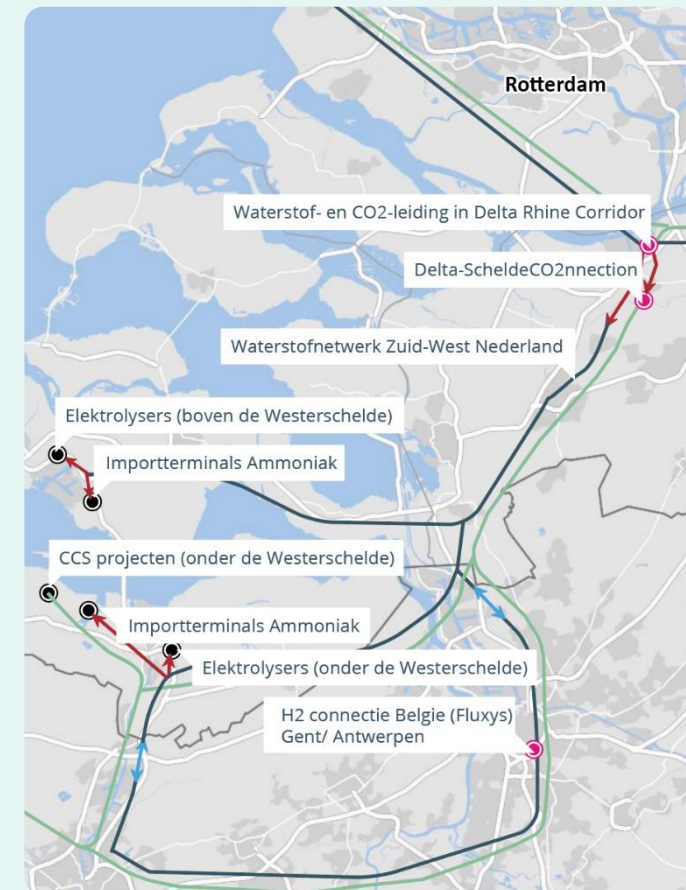 Rotterdam
Waterstof- en CO2-leiding in Delta Rhine Corridor
Delta-ScheldeCO2nnection
Waterstofnetwerk Zuid-West Nederland
Elektrolysers (boven de Westerschelde)
Importterminals Ammoniak
CCS projecten (onder de Westerschelde)
Importterminals Ammoniak
Elektrolysers (onder de Westerschelde)
H2 connectie Belgie (Fluxys)
Gent/ Antwerpen